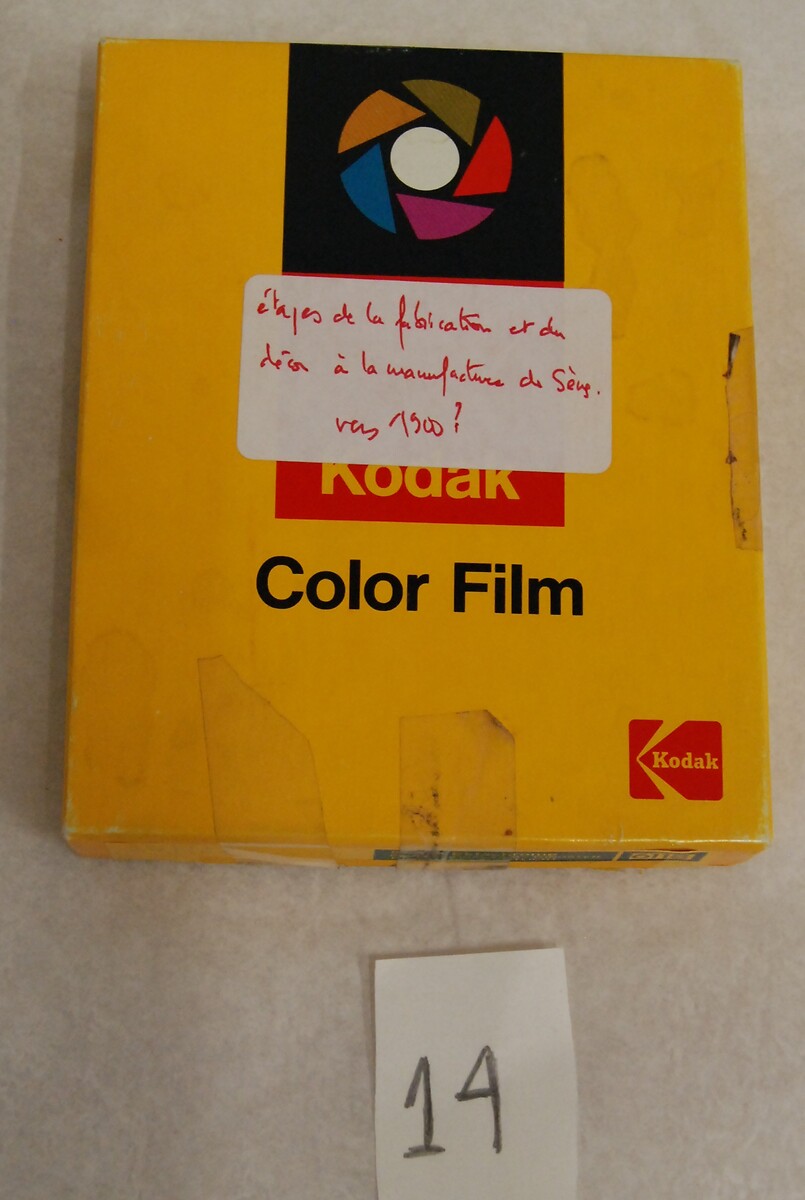 étapes de la fabrication et du
décor à la manufacture de Sèvres.
vers 1900?
Kodak
Color Film
Kodak
14